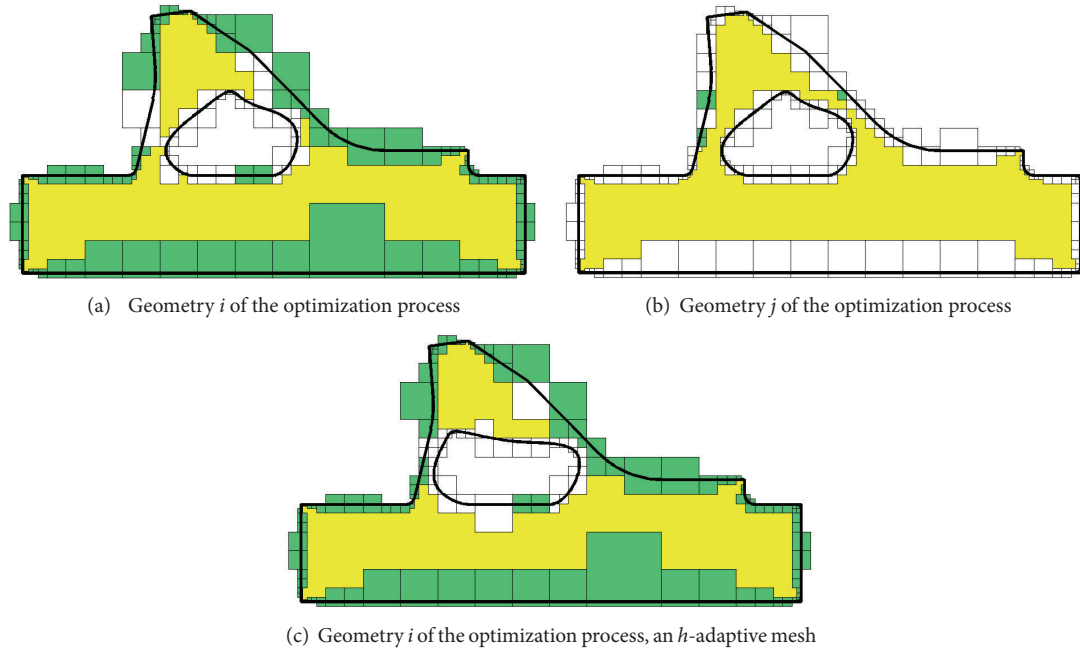 (a) Geometry i of the optimization process
(b) Geometry j of the optimization process
(c) Geometry i of the optimization process, an h-adaptive mesh